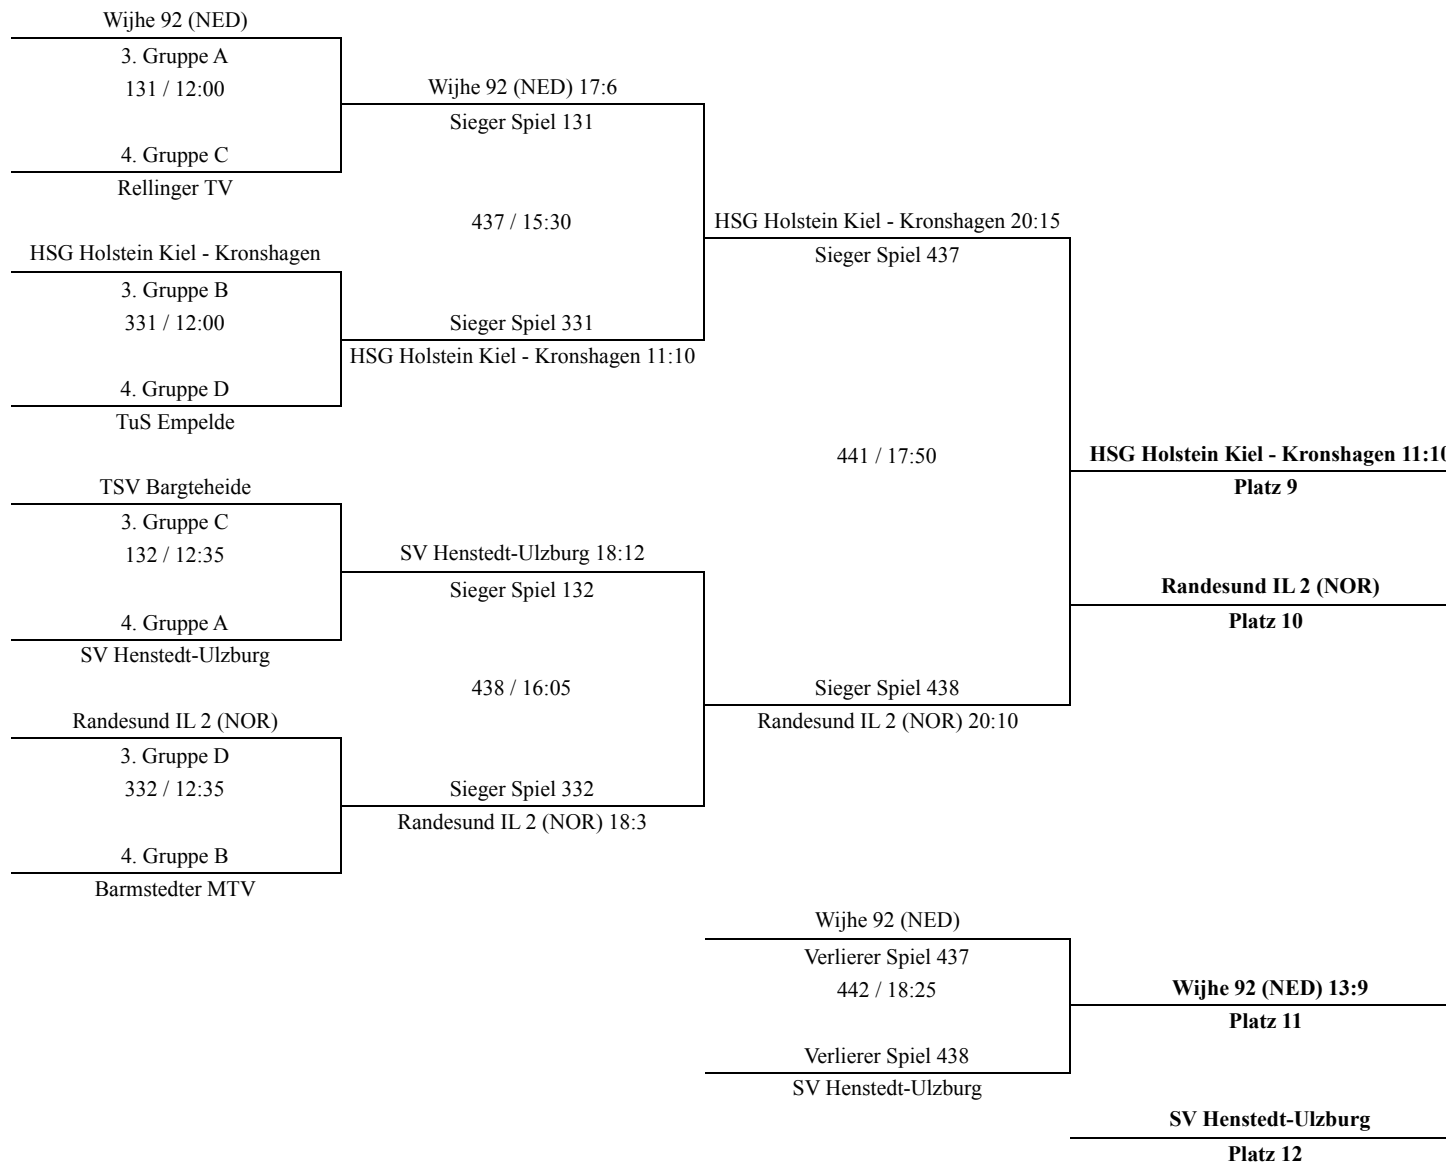 Wijhe 92 (NED)
3. Gruppe A
131 / 12:00
Wijhe 92 (NED) 17:6
Sieger Spiel 131
4. Gruppe C
Rellinger TV
437 / 15:30
HSG Holstein Kiel - Kronshagen 20:15
Sieger Spiel 437
HSG Holstein Kiel - Kronshagen
3. Gruppe B
331 / 12:00
Sieger Spiel 331
HSG Holstein Kiel - Kronshagen 11:10
4. Gruppe D
TuS Empelde
441 / 17:50
HSG Holstein Kiel - Kronshagen 11:10
Platz 9
TSV Bargteheide
3. Gruppe C
132 / 12:35
SV Henstedt-Ulzburg 18:12
Sieger Spiel 132
Randesund IL 2 (NOR)
Platz 10
4. Gruppe A
SV Henstedt-Ulzburg
438 / 16:05
Sieger Spiel 438
Randesund IL 2 (NOR) 20:10
Randesund IL 2 (NOR)
3. Gruppe D
332 / 12:35
Sieger Spiel 332
Randesund IL 2 (NOR) 18:3
4. Gruppe B
Barmstedter MTV
Wijhe 92 (NED)
Verlierer Spiel 437
442 / 18:25
Wijhe 92 (NED) 13:9
Platz 11
Verlierer Spiel 438
SV Henstedt-Ulzburg
SV Henstedt-Ulzburg
Platz 12